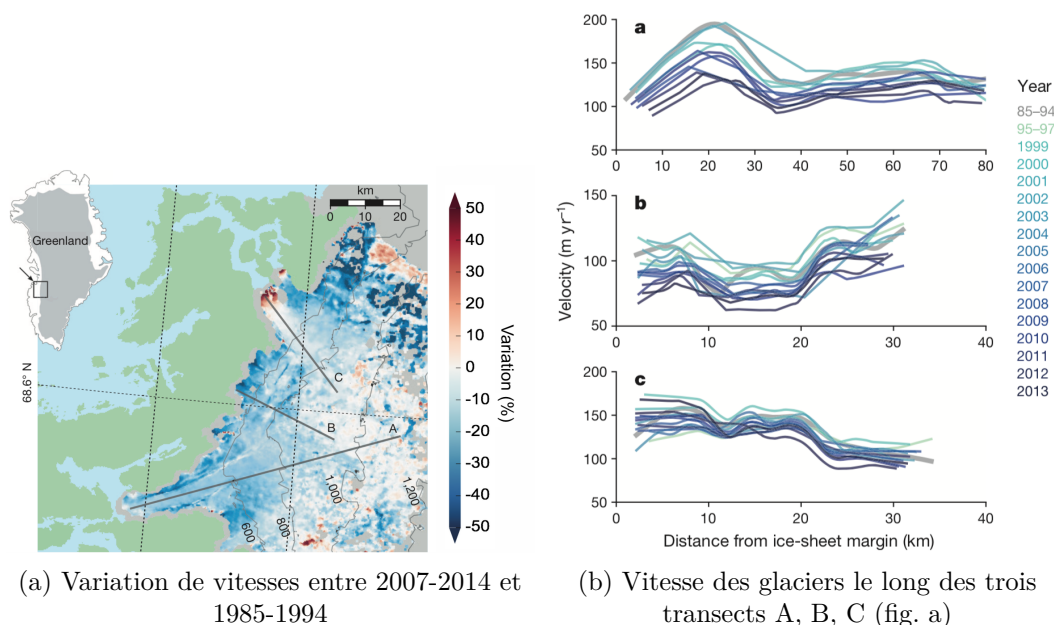 km
0 10 20
Greenland
68.6° N
C
B
A
600
800
1,000
1,200
50
40
30
20
10
0
-10
-20
-30
-40
-50
Variation (%)
(a) Variation de vitesses entre 2007-2014 et
1985-1994
a
200
150
100
50
0 10 20 30 40 50 60 70 80
b
150
100
50
Velocity (m yr⁻¹)
c
200
150
100
50
0 10 20 30 40
Distance from ice-sheet margin (km)
Year
85–94
95–97
1999
2000
2001
2002
2003
2004
2005
2006
2007
2008
2009
2010
2011
2012
2013
(b) Vitesse des glaciers le long des trois
transects A, B, C (fig. a)